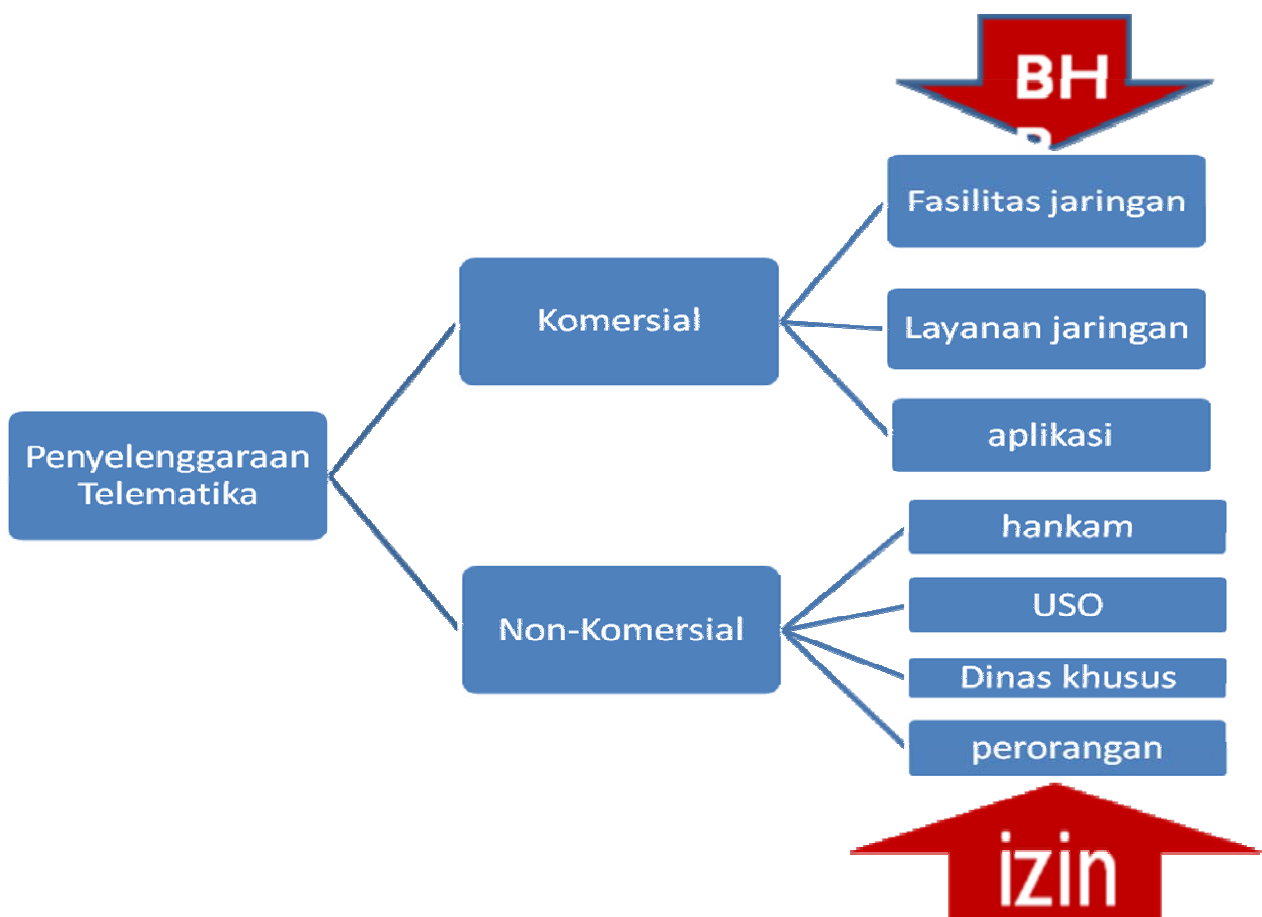 BH
Fasilitas jaringan
Komersial
Layanan jaringan
aplikasi
Penyelenggaraan
Telematika
hankam
USO
Non-Komersial
Dinas khusus
perorangan
izin